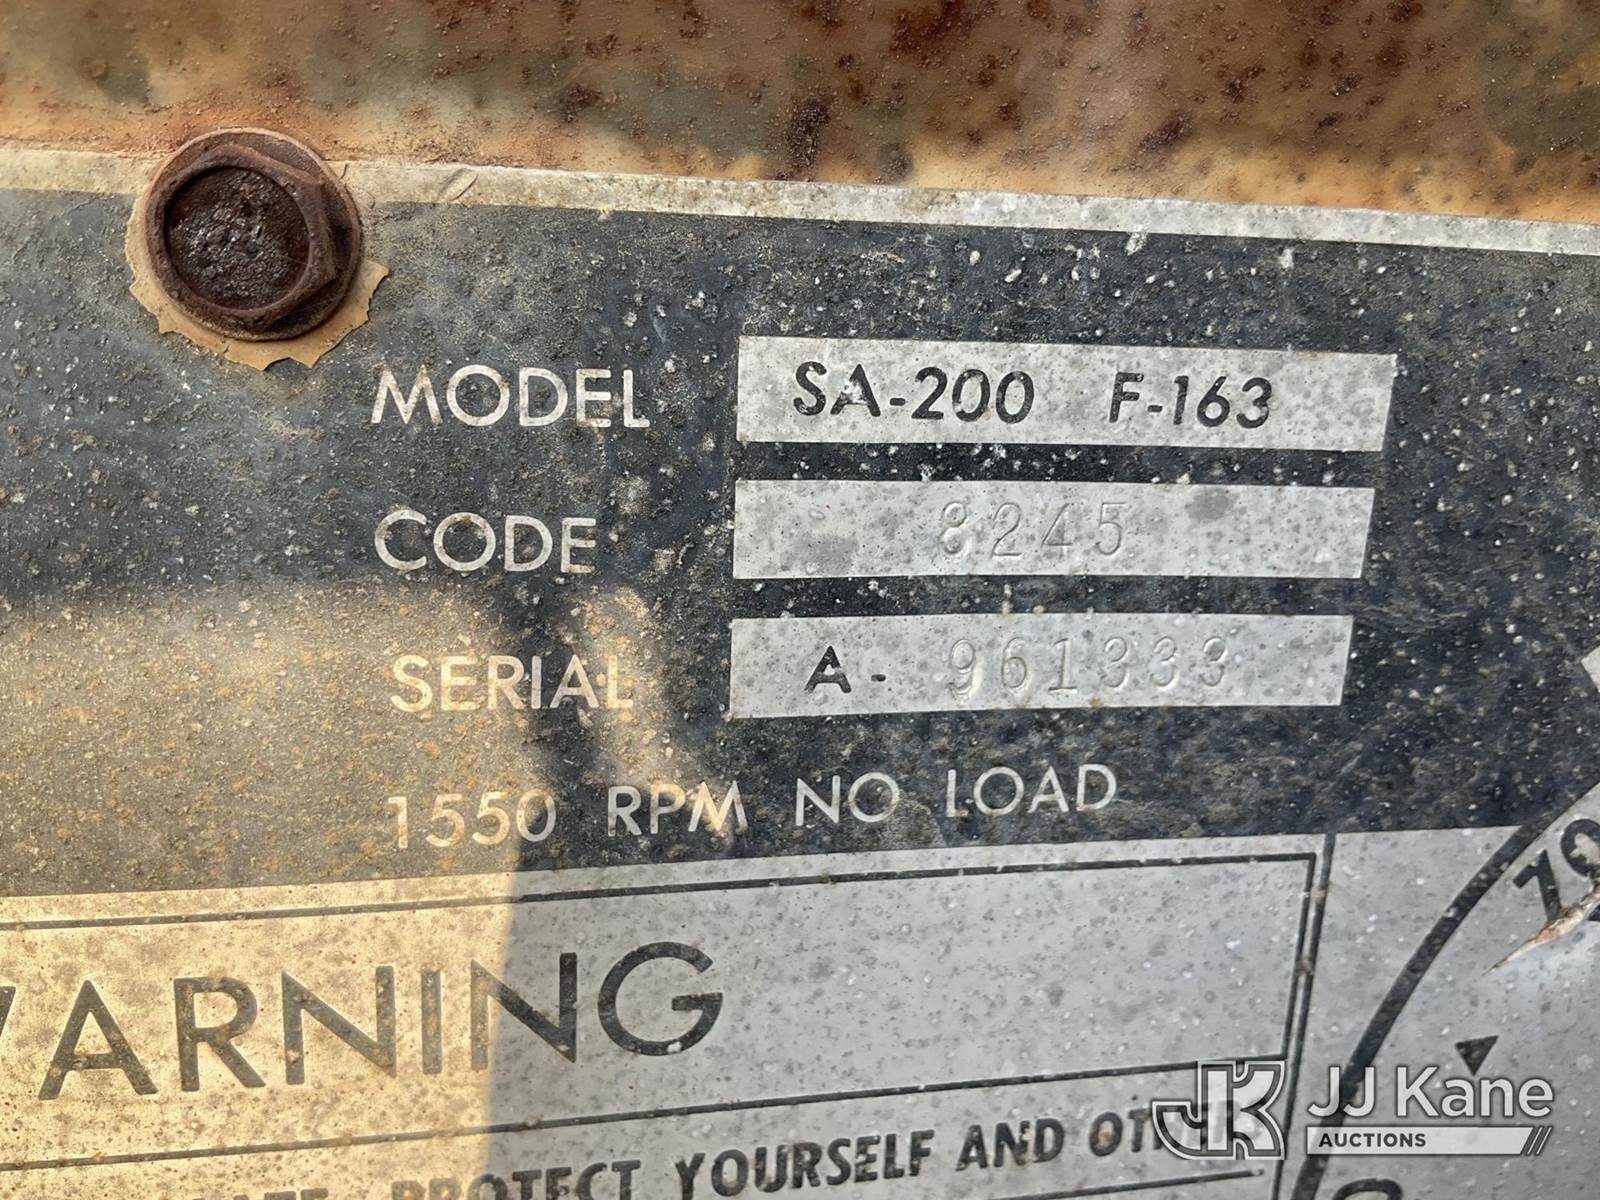 MODEL SA-200 F-163
CODE 8245
SERIAL A- 961333
1550 RPM NO LOAD
WARNING
PROTECT YOURSELF AND OTHER
JJ Kane
AUCTIONS